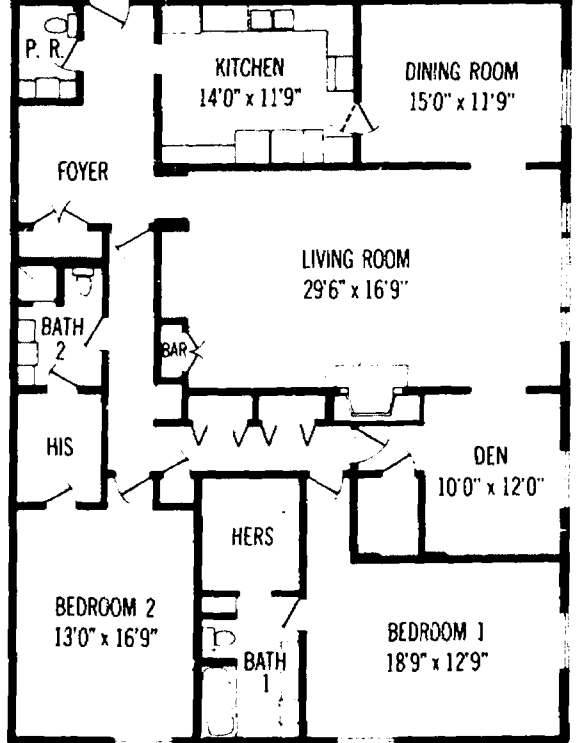 P. R.
KITCHEN
14'0" x 11'9"
DINING ROOM
15'0" x 11'9"
FOYER
LIVING ROOM
29'6" x 16'9"
BATH
2
BAR
HIS
DEN
10'0" x 12'0"
HERS
BEDROOM 2
13'0" x 16'9"
BATH
1
BEDROOM 1
18'9" x 12'9"